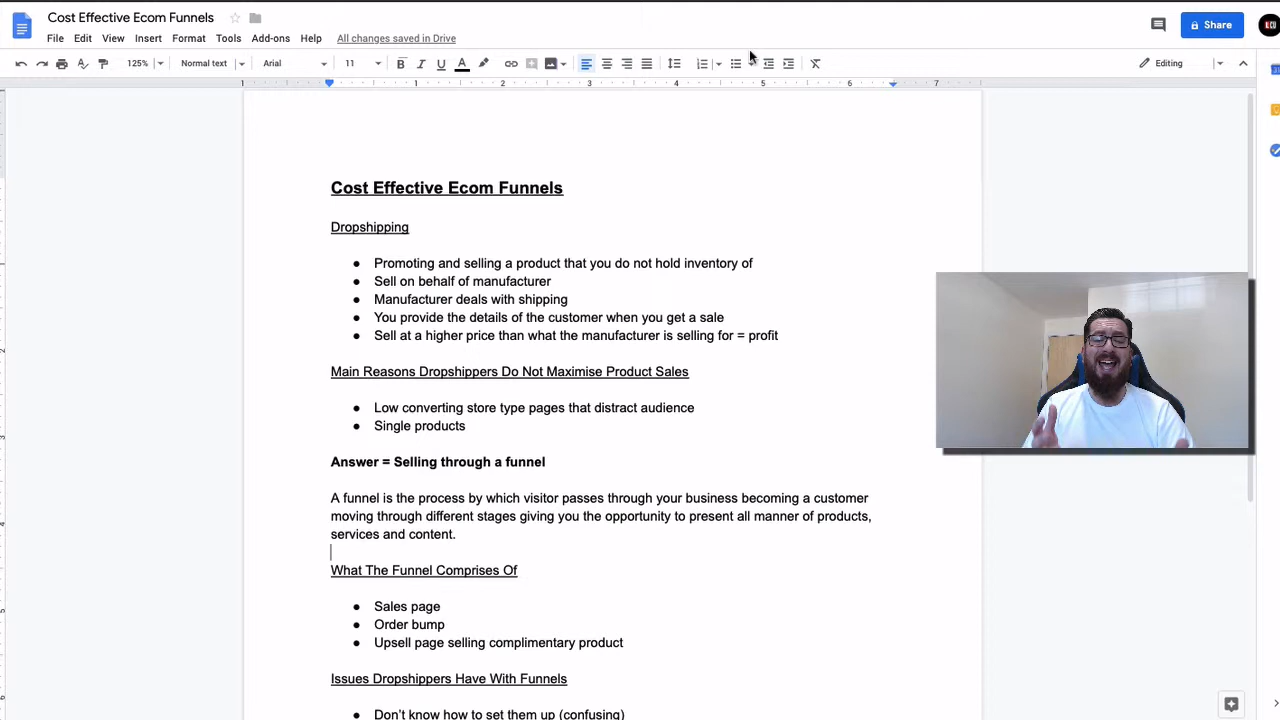 Cost Effective Ecom Funnels
File Edit View Insert Format Tools Add-ons Help All changes saved in Drive
Share
125% Normal text Arial 11 B I U A Editing
1 1 2 3 4 5 6 7
Cost Effective Ecom Funnels
Dropshipping
● Promoting and selling a product that you do not hold inventory of
● Sell on behalf of manufacturer
● Manufacturer deals with shipping
● You provide the details of the customer when you get a sale
● Sell at a higher price than what the manufacturer is selling for = profit
Main Reasons Dropshippers Do Not Maximise Product Sales
● Low converting store type pages that distract audience
● Single products
Answer = Selling through a funnel
A funnel is the process by which visitor passes through your business becoming a customer
moving through different stages giving you the opportunity to present all manner of products,
services and content.
What The Funnel Comprises Of
● Sales page
● Order bump
● Upsell page selling complimentary product
Issues Dropshippers Have With Funnels
● Don't know how to set them up (confusing)